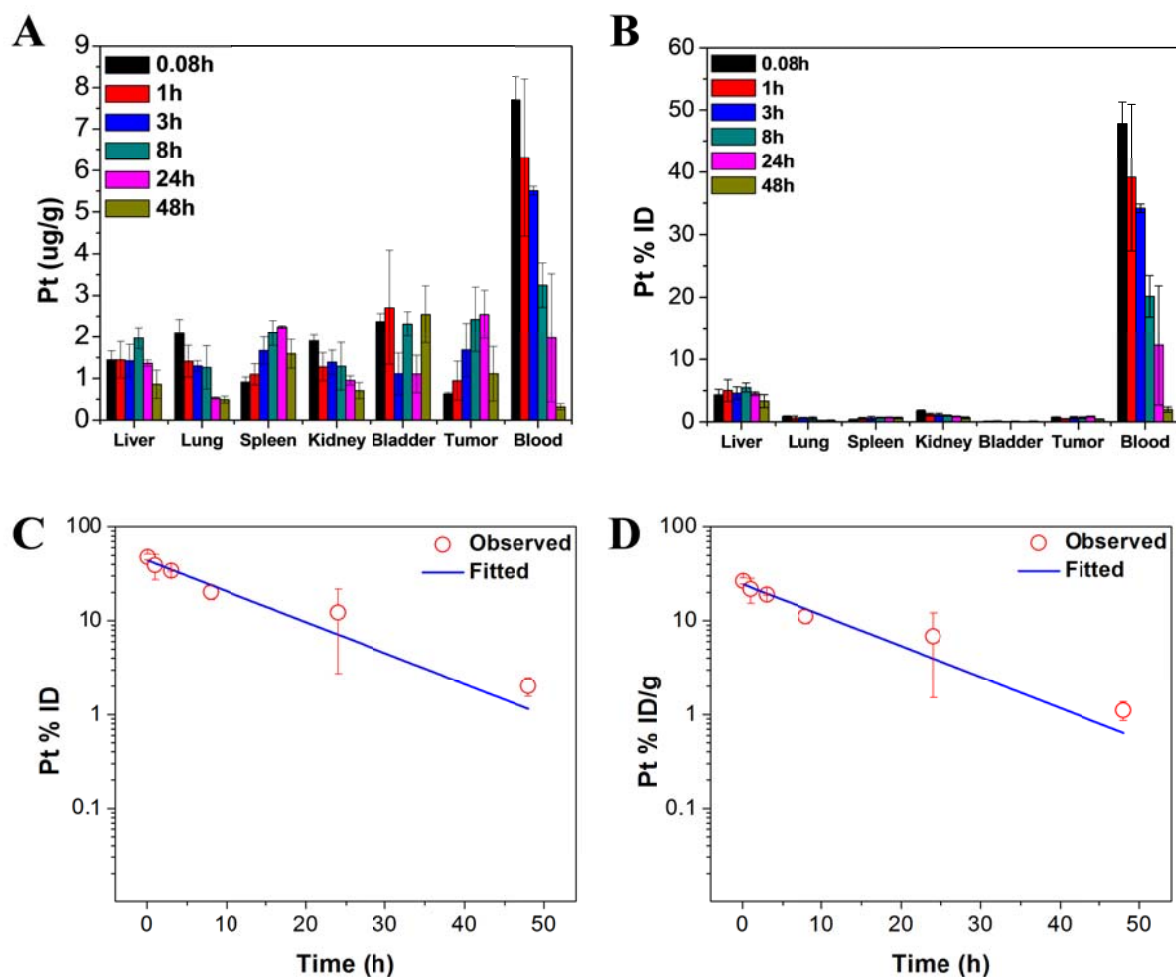 A
Pt (ug/g)
9
8
7
6
5
4
3
2
1
0
0.08h
1h
3h
8h
24h
48h
Liver Lung Spleen Kidney Bladder Tumor Blood
B
Pt % ID
60
50
40
30
20
10
0
0.08h
1h
3h
8h
24h
48h
Liver Lung Spleen Kidney Bladder Tumor Blood
C
Pt % ID
100
10
1
0.1
Observed
Fitted
0 10 20 30 40 50
Time (h)
D
Pt % ID/g
100
10
1
0.1
Observed
Fitted
0 10 20 30 40 50
Time (h)